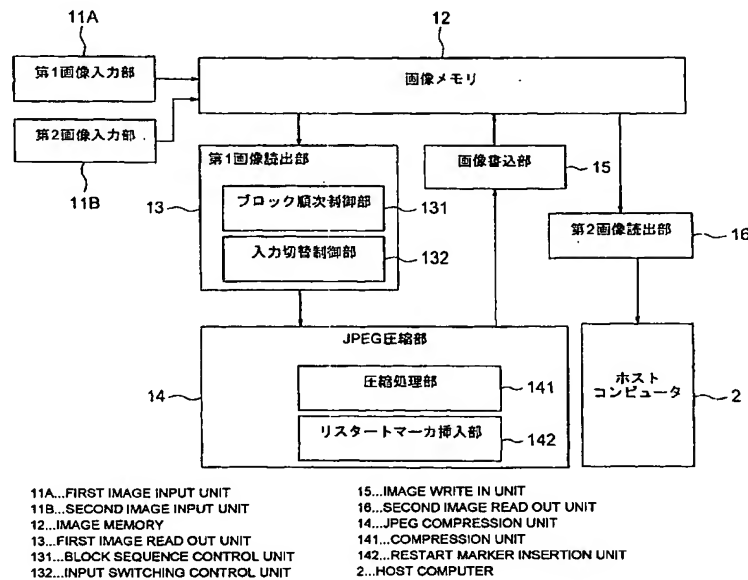 11A
12
第1画像入力部
画像メモリ
第2画像入力部
11B
第1画像読出部
画像書込部
15
13
ブロック順次制御部
131
入力切替制御部
132
第2画像読出部
16
JPEG圧縮部
14
圧縮処理部
141
リスタートマーカ挿入部
142
ホスト
コンピュータ
2
11A...FIRST IMAGE INPUT UNIT
11B...SECOND IMAGE INPUT UNIT
12...IMAGE MEMORY
13...FIRST IMAGE READ OUT UNIT
131...BLOCK SEQUENCE CONTROL UNIT
132...INPUT SWITCHING CONTROL UNIT
15...IMAGE WRITE IN UNIT
16...SECOND IMAGE READ OUT UNIT
14...JPEG COMPRESSION UNIT
141...COMPRESSION UNIT
142...RESTART MARKER INSERTION UNIT
2...HOST COMPUTER